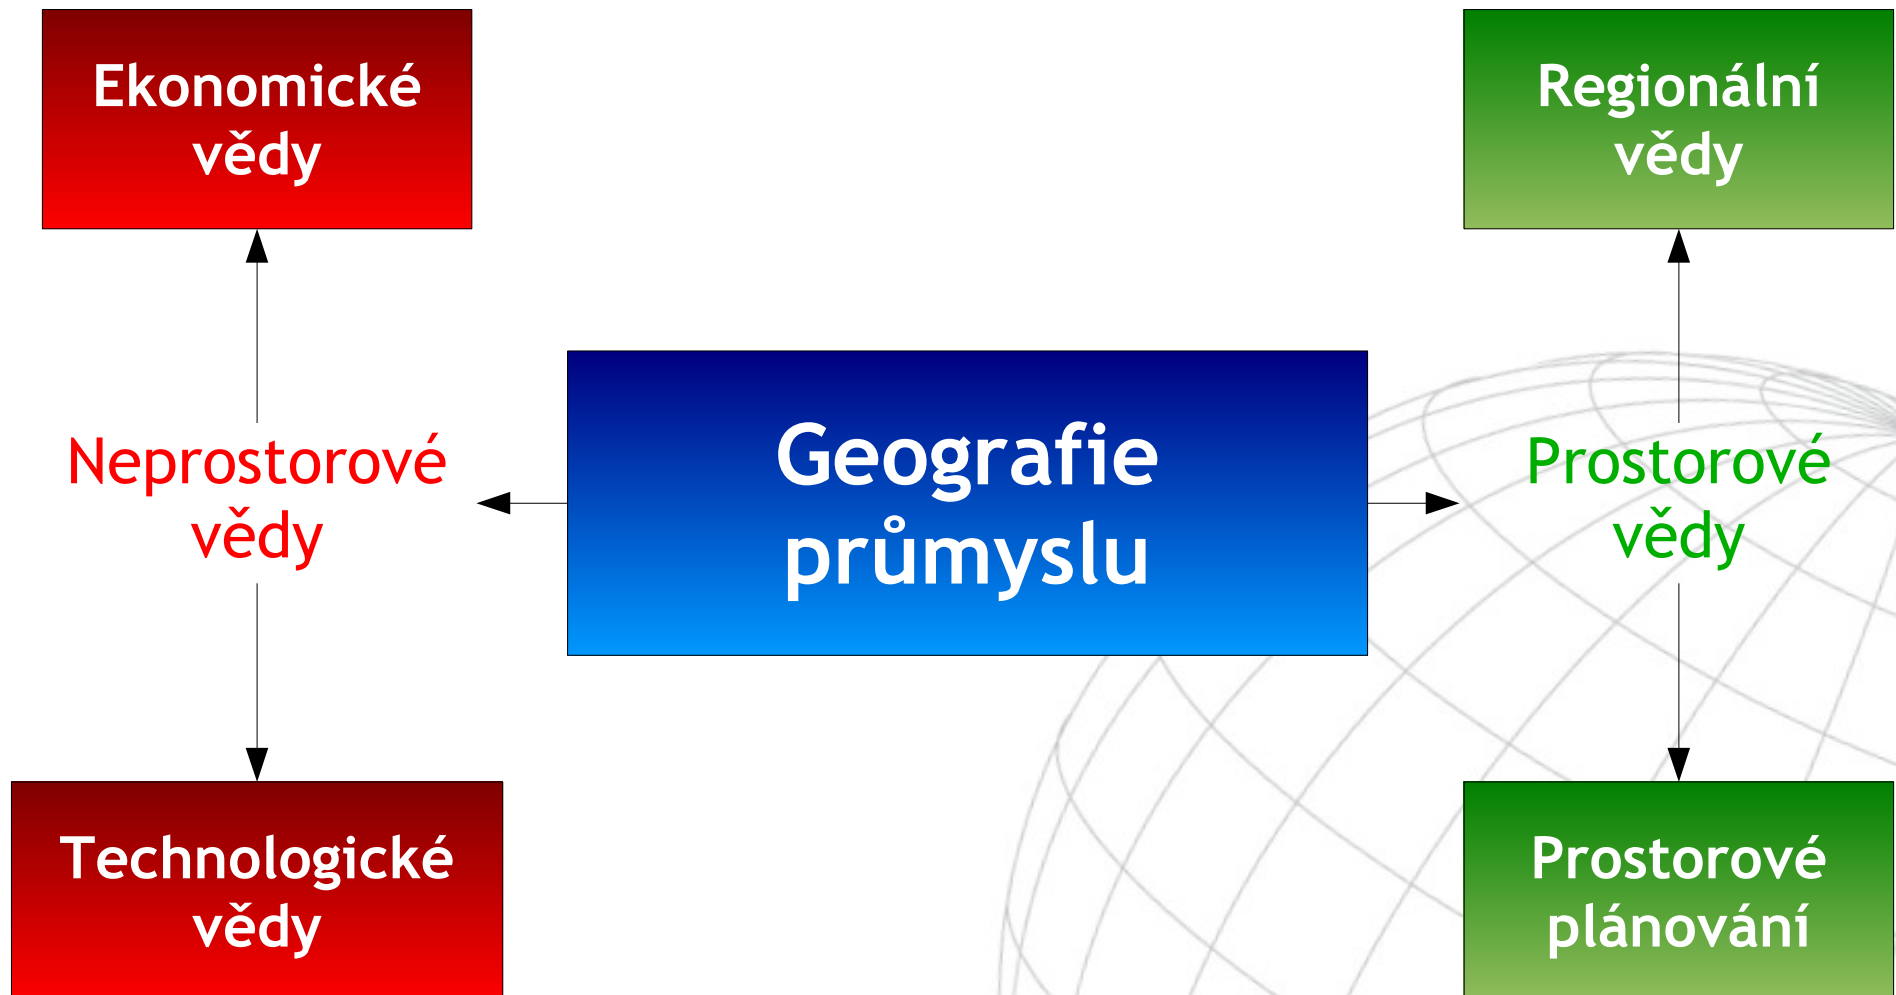 Ekonomické
vědy
Regionální
vědy
Neprostorové
vědy
Geografie
průmyslu
Prostorové
vědy
Technologické
vědy
Prostorové
plánování